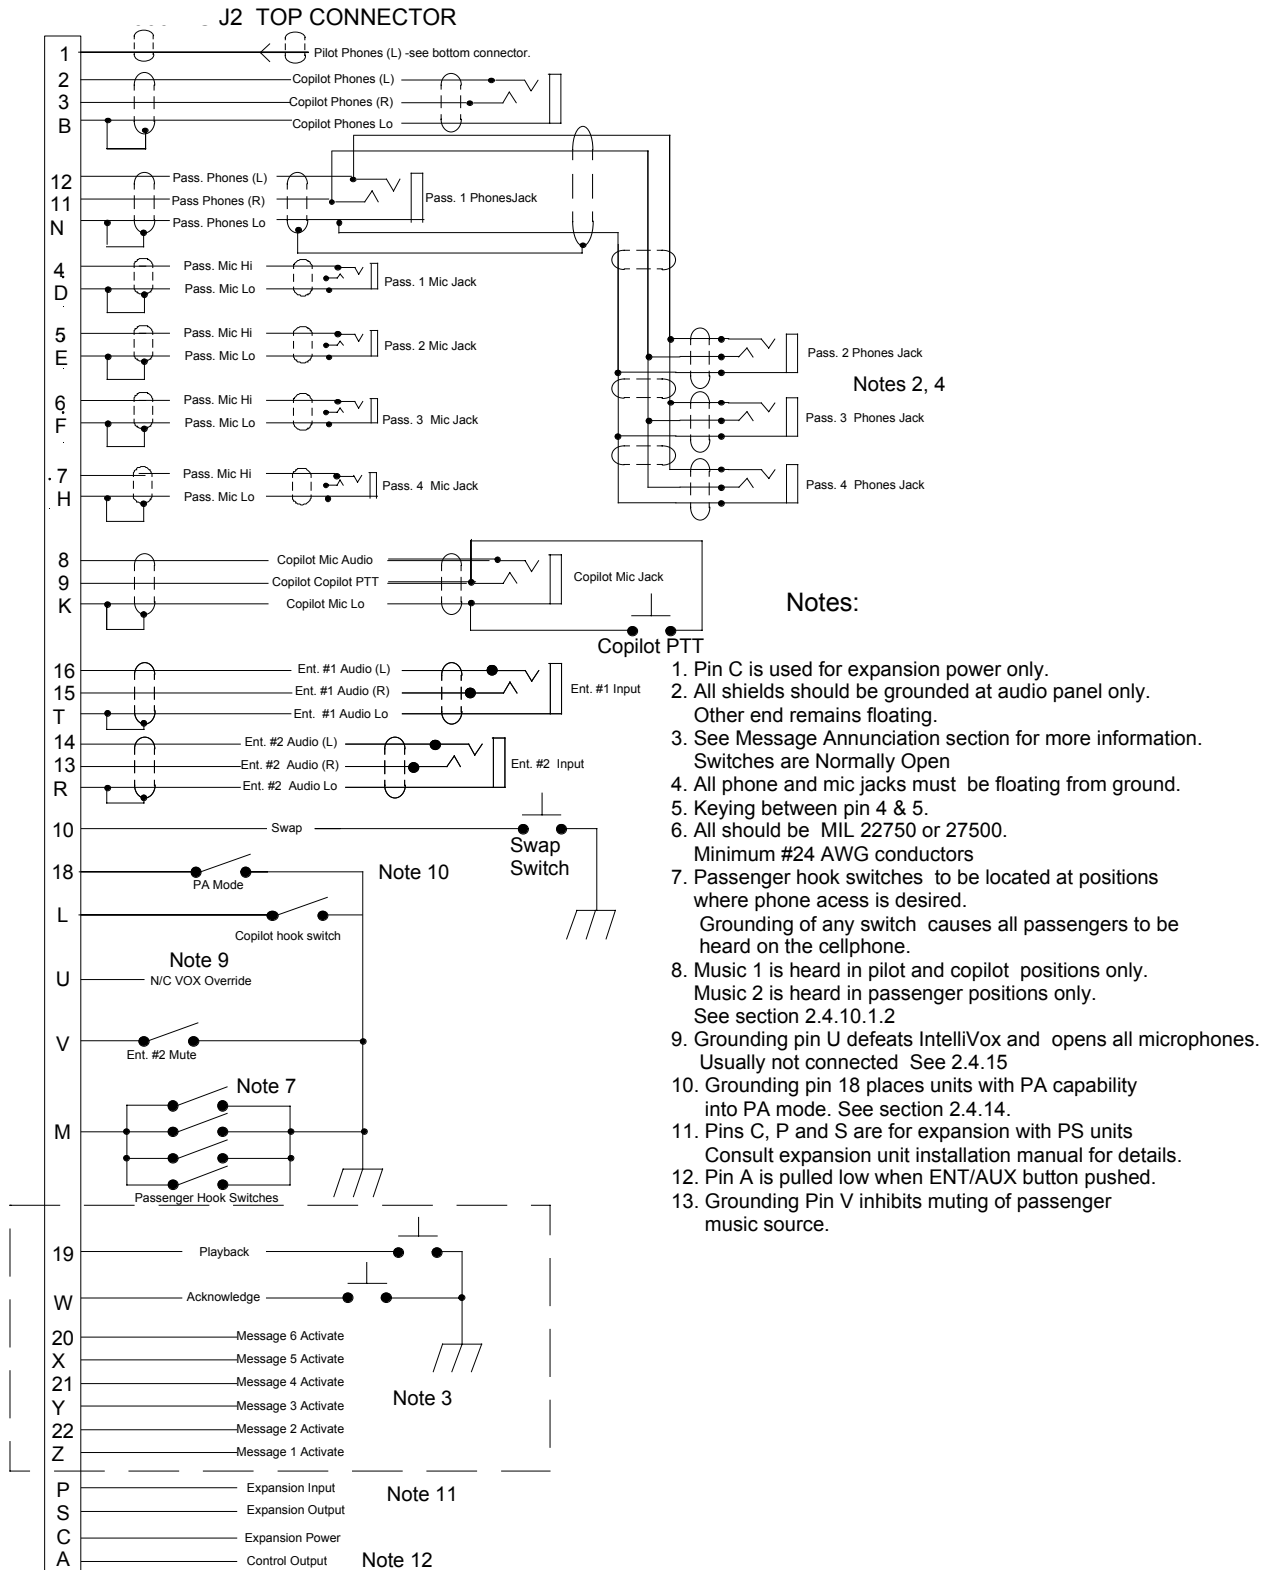 J2 TOP CONNECTOR
1 Pilot Phones (L) -see bottom connector.
2 Copilot Phones (L)
3 Copilot Phones (R)
B Copilot Phones Lo
12 Pass. Phones (L)
11 Pass Phones (R) Pass. 1 PhonesJack
N Pass. Phones Lo
4 Pass. Mic Hi
D Pass. Mic Lo Pass. 1 Mic Jack
5 Pass. Mic Hi
E Pass. Mic Lo Pass. 2 Mic Jack
Pass. 2 Phones Jack
Notes 2, 4
6 Pass. Mic Hi
F Pass. Mic Lo Pass. 3 Mic Jack
Pass. 3 Phones Jack
7 Pass. Mic Hi
H Pass. Mic Lo Pass. 4 Mic Jack
Pass. 4 Phones Jack
8 Copilot Mic Audio
9 Copilot Copilot PTT Copilot Mic Jack
K Copilot Mic Lo
Copilot PTT
16 Ent. #1 Audio (L)
15 Ent. #1 Audio (R) Ent. #1 Input
T Ent. #1 Audio Lo
14 Ent. #2 Audio (L)
13 Ent. #2 Audio (R) Ent. #2 Input
R Ent. #2 Audio Lo
10 Swap
Swap
Switch
18 PA Mode Note 10
L Copilot hook switch
Note 9
U N/C VOX Override
V Ent. #2 Mute
Note 7
M
Passenger Hook Switches
19 Playback
W Acknowledge
20 Message 6 Activate
X Message 5 Activate
21 Message 4 Activate
Note 3
Y Message 3 Activate
22 Message 2 Activate
Z Message 1 Activate
P Expansion Input Note 11
S Expansion Output
C Expansion Power
A Control Output Note 12
Notes:
1. Pin C is used for expansion power only.
2. All shields should be grounded at audio panel only.
Other end remains floating.
3. See Message Annunciation section for more information.
Switches are Normally Open
4. All phone and mic jacks must be floating from ground.
5. Keying between pin 4 & 5.
6. All should be MIL 22750 or 27500.
Minimum #24 AWG conductors
7. Passenger hook switches to be located at positions
where phone acess is desired.
Grounding of any switch causes all passengers to be
heard on the cellphone.
8. Music 1 is heard in pilot and copilot positions only.
Music 2 is heard in passenger positions only.
See section 2.4.10.1.2
9. Grounding pin U defeats IntelliVox and opens all microphones.
Usually not connected See 2.4.15
10. Grounding pin 18 places units with PA capability
into PA mode. See section 2.4.14.
11. Pins C, P and S are for expansion with PS units
Consult expansion unit installation manual for details.
12. Pin A is pulled low when ENT/AUX button pushed.
13. Grounding Pin V inhibits muting of passenger
music source.